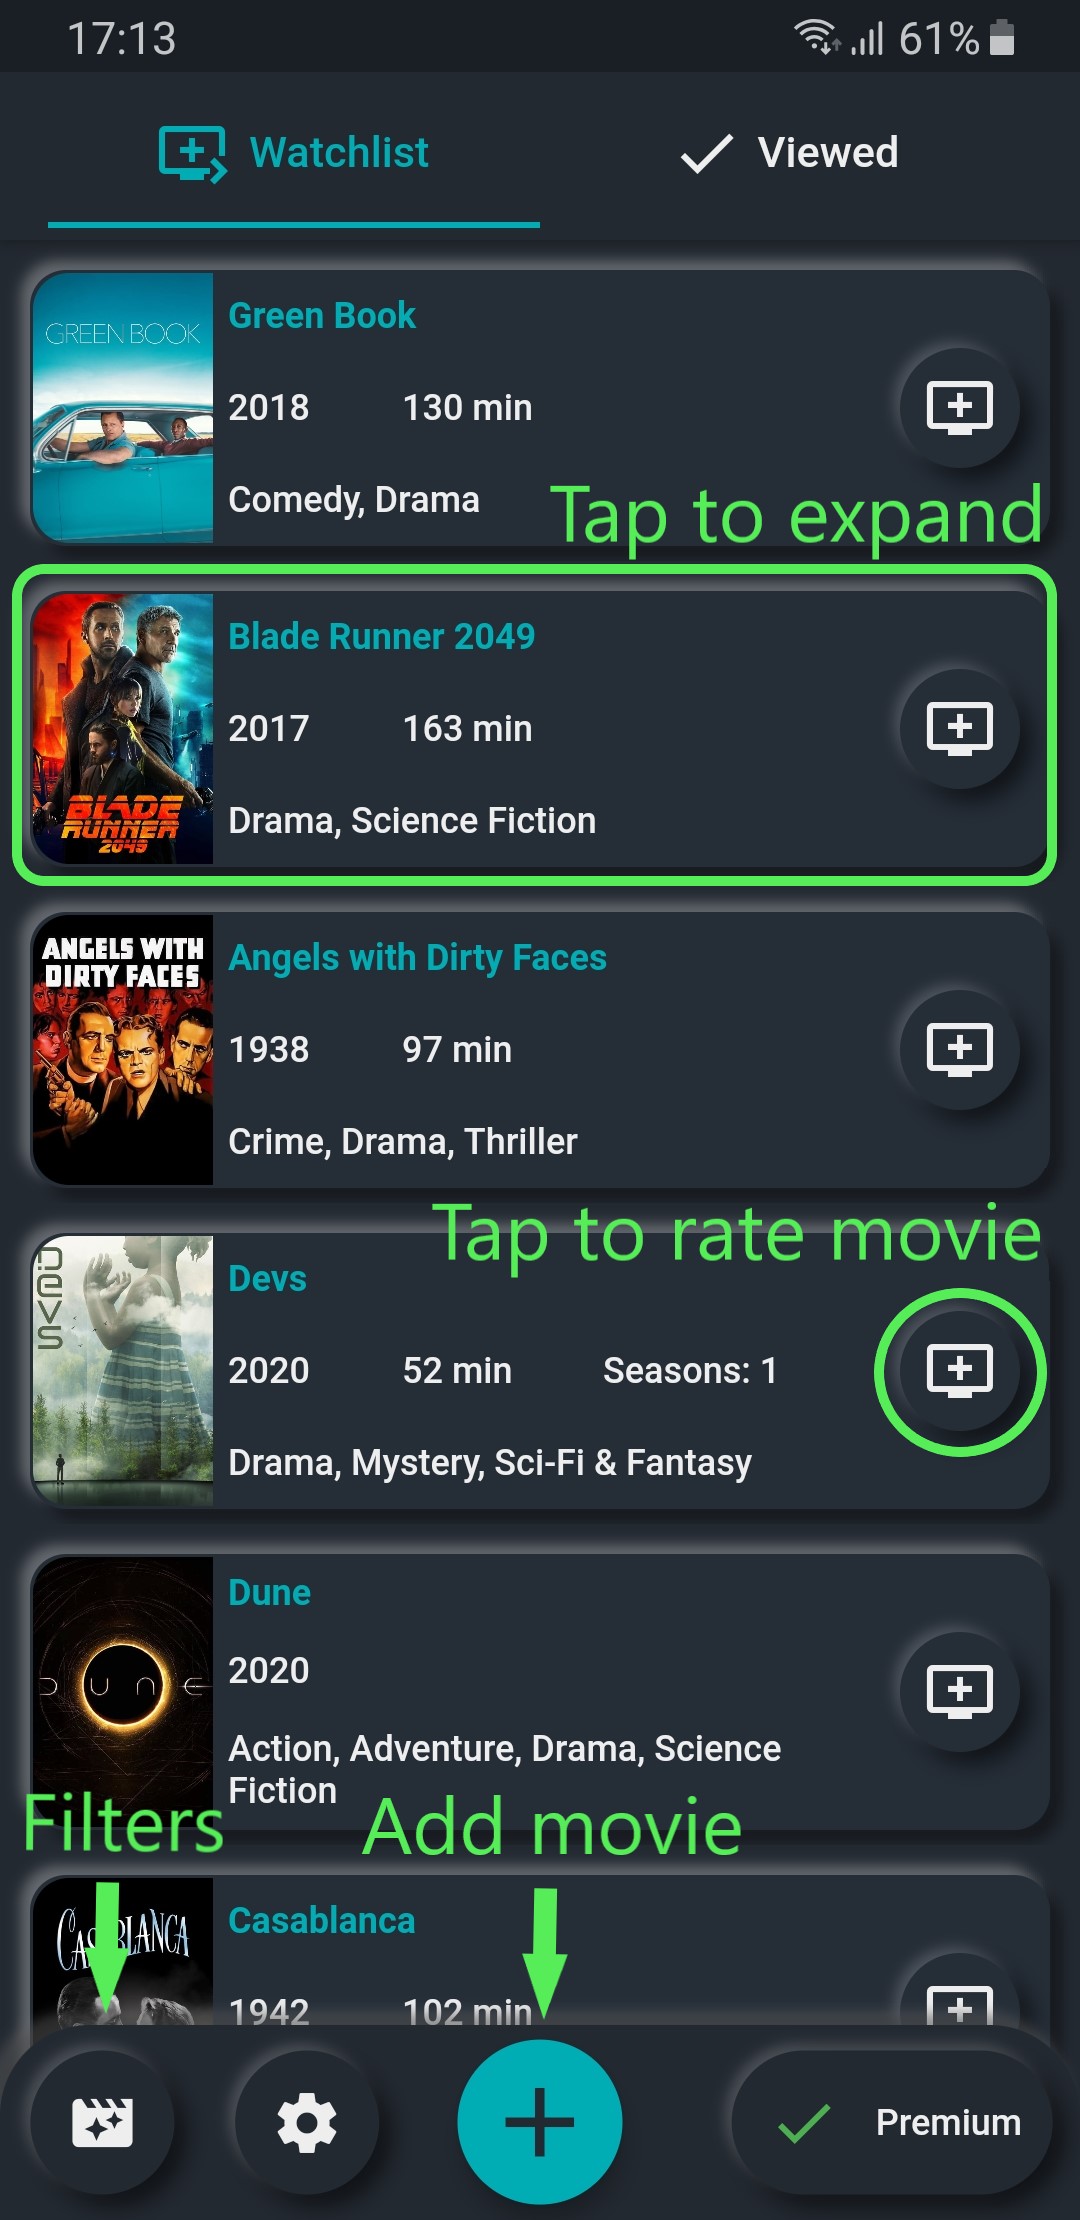 17:13
61%
Watchlist
Viewed
GREEN BOOK
Green Book
2018 130 min
Comedy, Drama
Tap to expand
Blade Runner 2049
2017 163 min
Drama, Science Fiction
BLADE
RUNNER
2049
ANGELS WITH
DIRTY FACES
Angels with Dirty Faces
1938 97 min
Crime, Drama, Thriller
Tap to rate movie
DEVS
Devs
2020 52 min Seasons: 1
Drama, Mystery, Sci-Fi & Fantasy
DUNE
Dune
2020
Action, Adventure, Drama, Science
Fiction
Filters
Add movie
CASABLANCA
Casablanca
1942 102 min
Premium